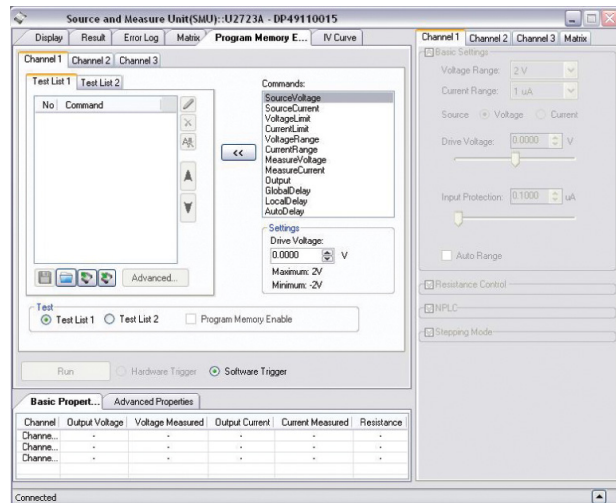 Source and Measure Unit(SMU)::U2723A - DP49110015
Display Result Error Log Matrix Program Memory E... IV Curve
Channel 1 Channel 2 Channel 3
Test List 1 Test List 2
No Command
Advanced...
Commands:
SourceVoltage
SourceCurrent
VoltageLimit
CurrentLimit
VoltageRange
CurrentRange
MeasureVoltage
MeasureCurrent
Output
GlobalDelay
LocalDelay
AutoDelay
<<
Settings
Drive Voltage:
0.0000 V
Maximum: 2V
Minimum: -2V
Test
Test List 1 Test List 2 Program Memory Enable
Run Hardware Trigger Software Trigger
Basic Propert... Advanced Properties
Channel Output Voltage Voltage Measured Output Current Current Measured Resistance
Channe... - - - - -
Channe... - - - - -
Channe... - - - - -
Connected
Channel 1 Channel 2 Channel 3 Matrix
Basic Settings
Voltage Range: 2 V
Current Range: 1 uA
Source Voltage Current
Drive Voltage: 0.0000 V
Input Protection: 0.1000 uA
Auto Range
Resistance Control
NPLC
Stepping Mode